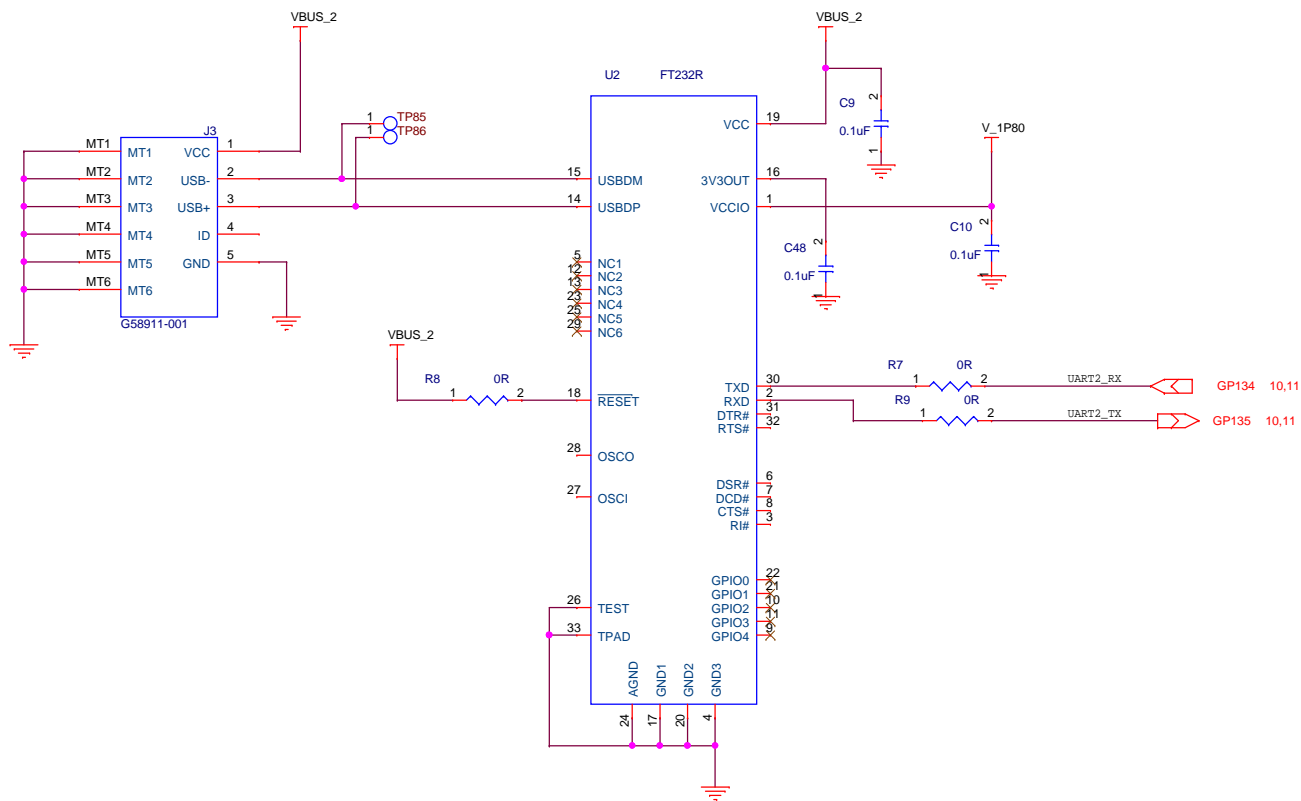 VBUS_2
VBUS_2
U2 FT232R
J3
TP85
TP86
1
1
MT1 MT1 VCC 1
MT2 MT2 USB- 2
MT3 MT3 USB+ 3
MT4 MT4 ID 4
MT5 MT5 GND 5
MT6 MT6
G58911-001
VCC 19
C9
0.1uF
2
1
V_1P80
15 USBDM
14 USBDP
3V3OUT 16
VCCIO 1
C48
0.1uF
2
1
C10
0.1uF
2
1
5 NC1
12 NC2
13 NC3
23 NC4
25 NC5
29 NC6
VBUS_2
R8 0R
1 2
18 RESET
28 OSCO
27 OSCI
TXD 30
RXD 2
DTR# 31
RTS# 32
R7 0R
1 2 UART2_RX GP134 10,11
R9 0R
1 2 UART2_TX GP135 10,11
DSR# 6
DCD# 7
CTS# 8
RI# 3
GPIO0 22
GPIO1 21
GPIO2 10
GPIO3 11
GPIO4 9
26 TEST
33 TPAD
AGND GND1 GND2 GND3
24 17 20 4